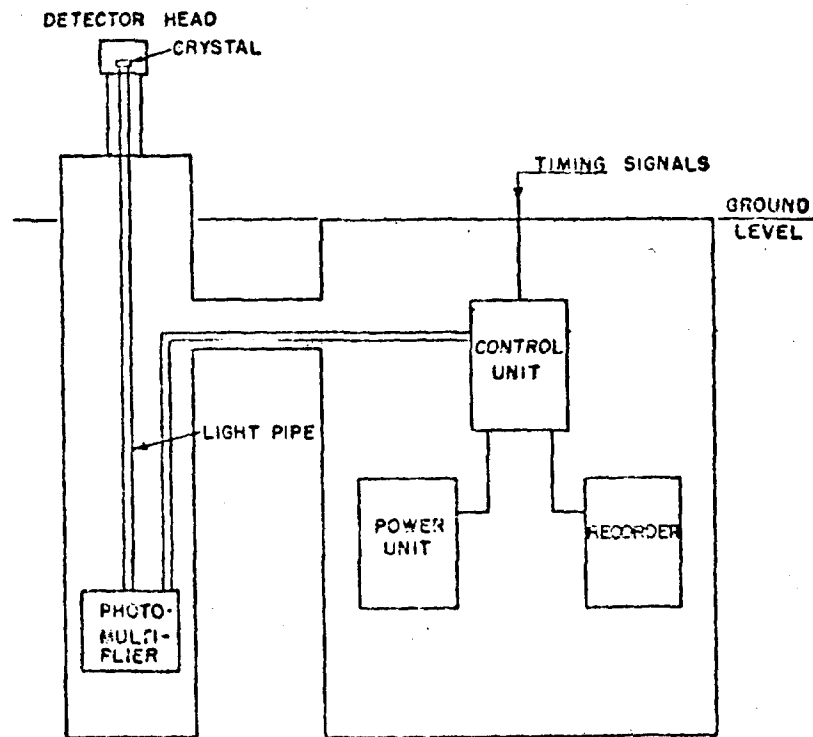 DETECTOR HEAD
CRYSTAL
TIMING SIGNALS
GROUND
LEVEL
CONTROL
UNIT
LIGHT PIPE
POWER
UNIT
RECORDER
PHOTO-
MULTI-
PLIER